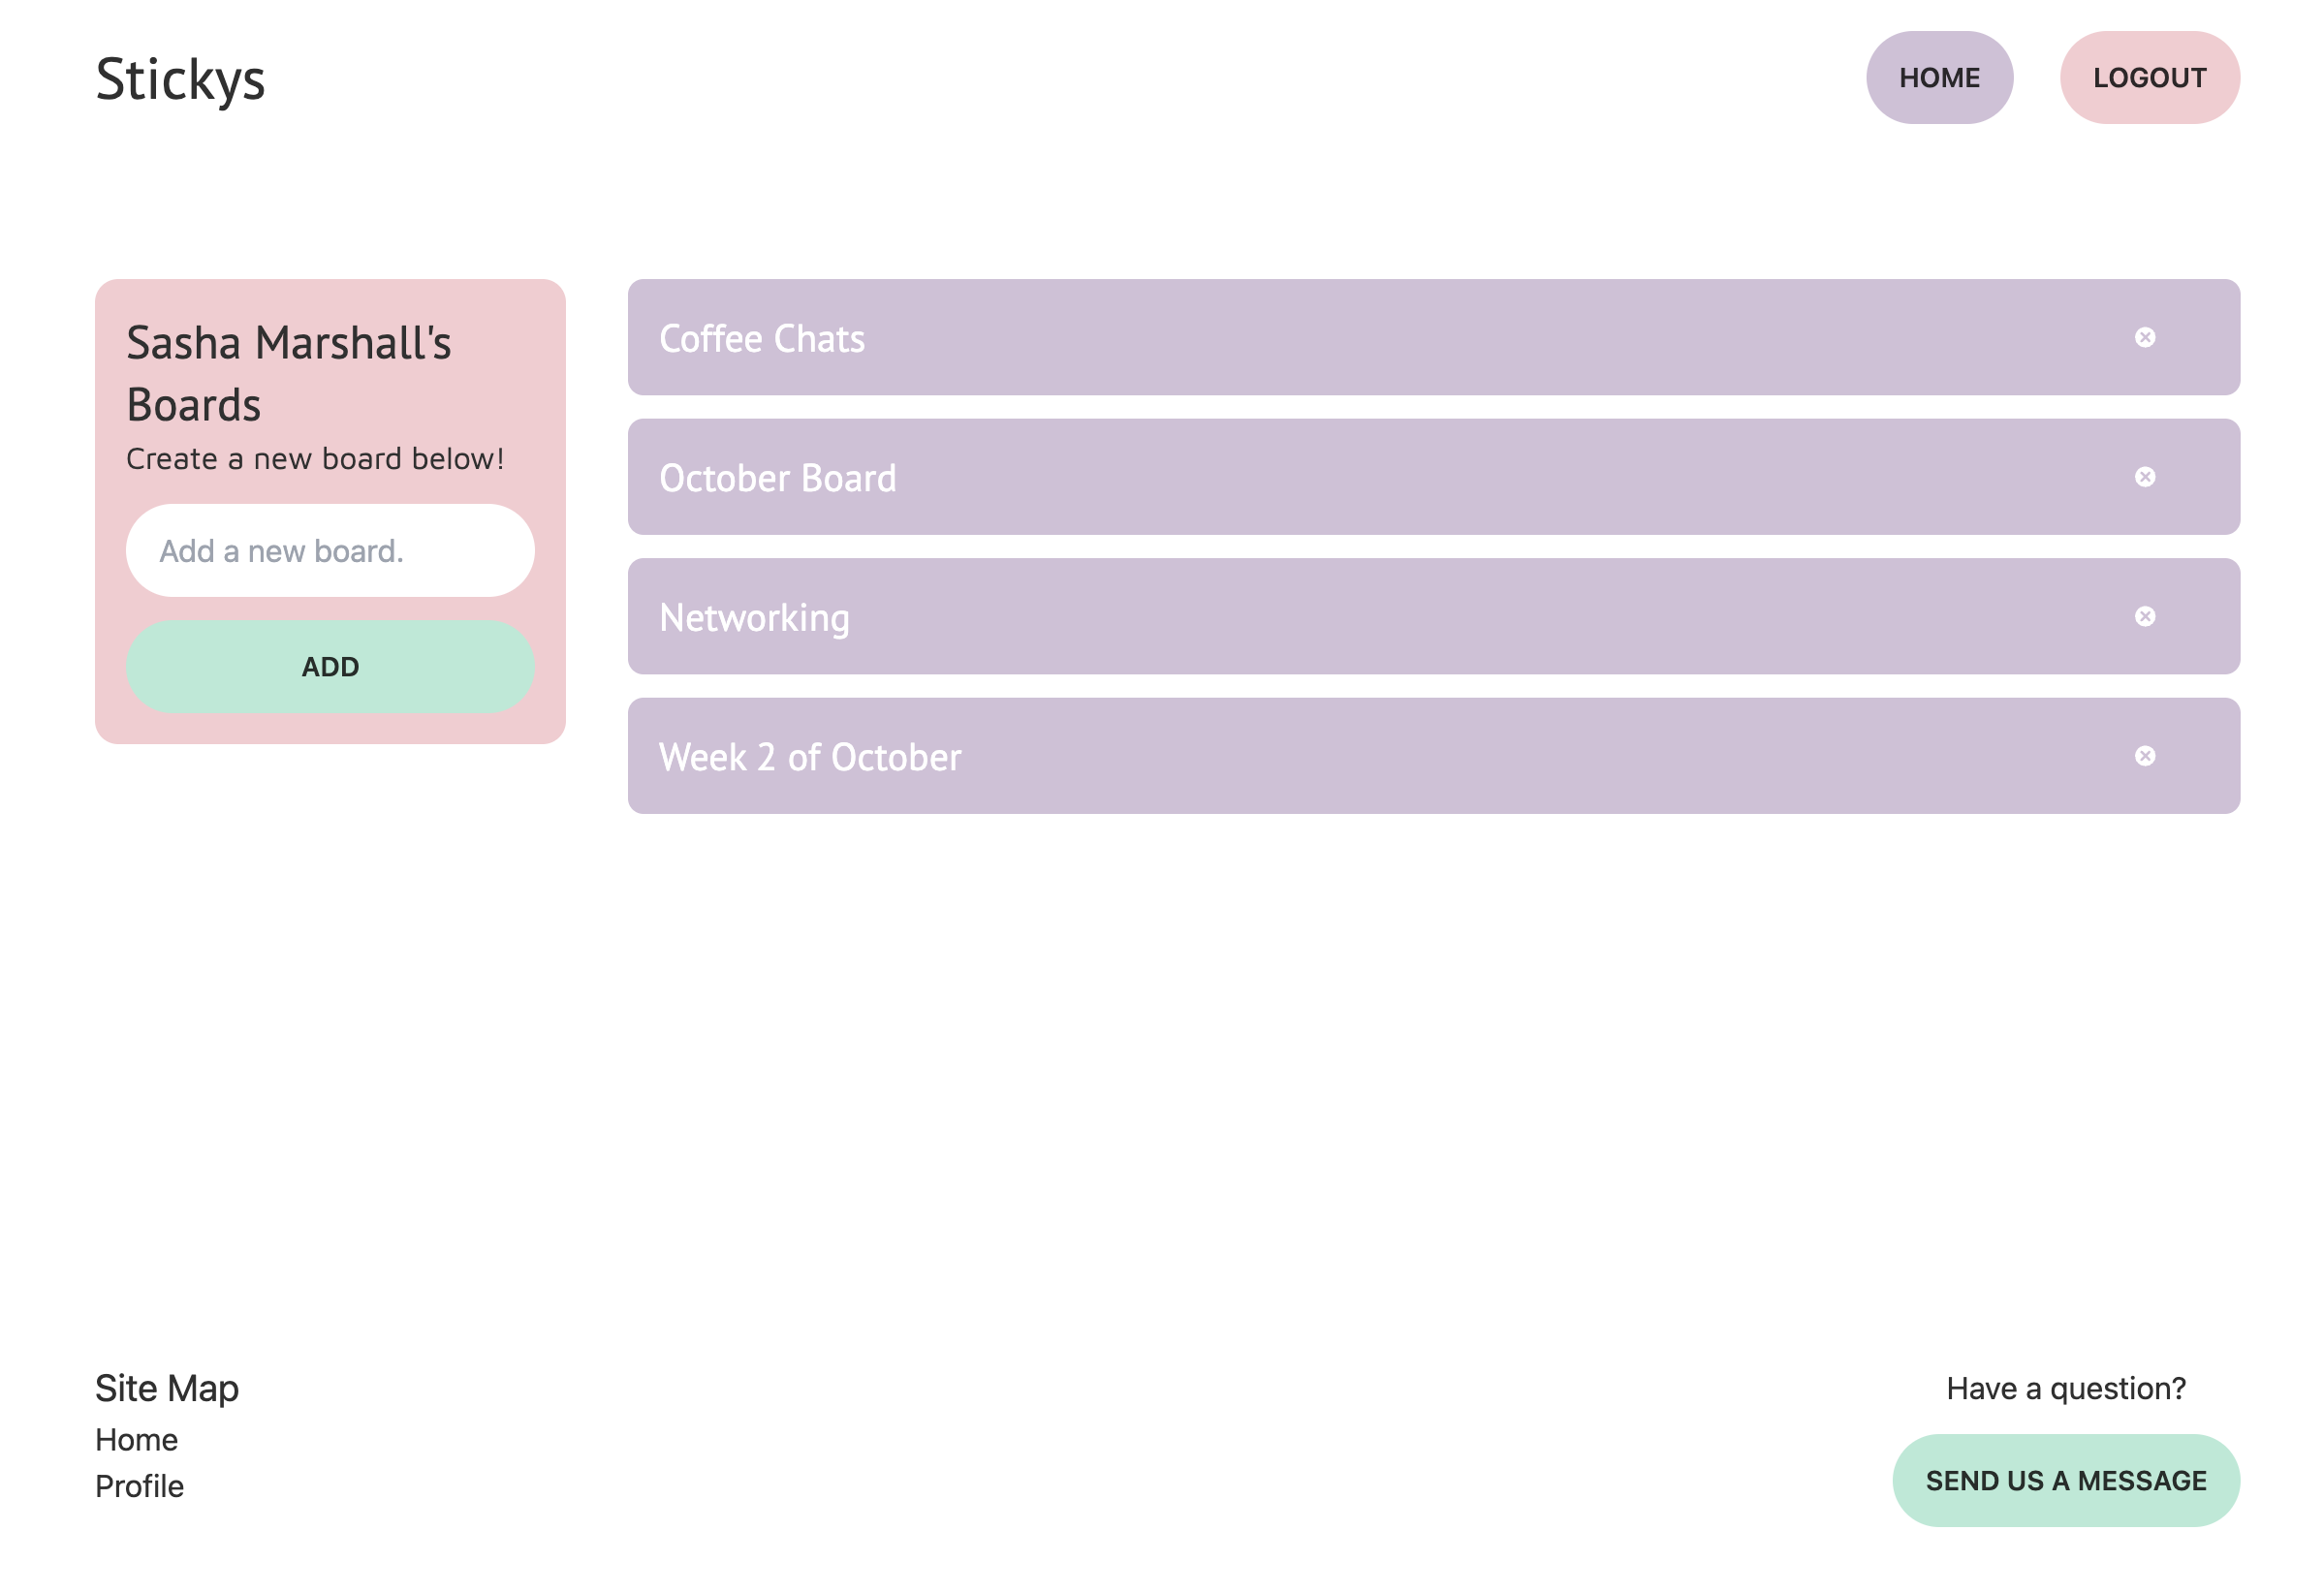 Stickys
HOME
LOGOUT
Sasha Marshall's
Boards
Create a new board below!
Add a new board.
ADD
Coffee Chats
October Board
Networking
Week 2 of October
Site Map
Home
Profile
Have a question?
SEND US A MESSAGE